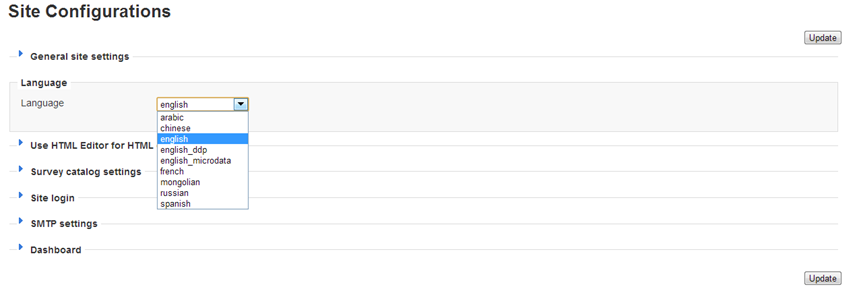 Site Configurations
Update
General site settings
Language
Language english
arabic
chinese
english
english_ddp
Use HTML Editor for HTML
english_microdata
french
Survey catalog settings
mongolian
russian
Site login
spanish
SMTP settings
Dashboard
Update